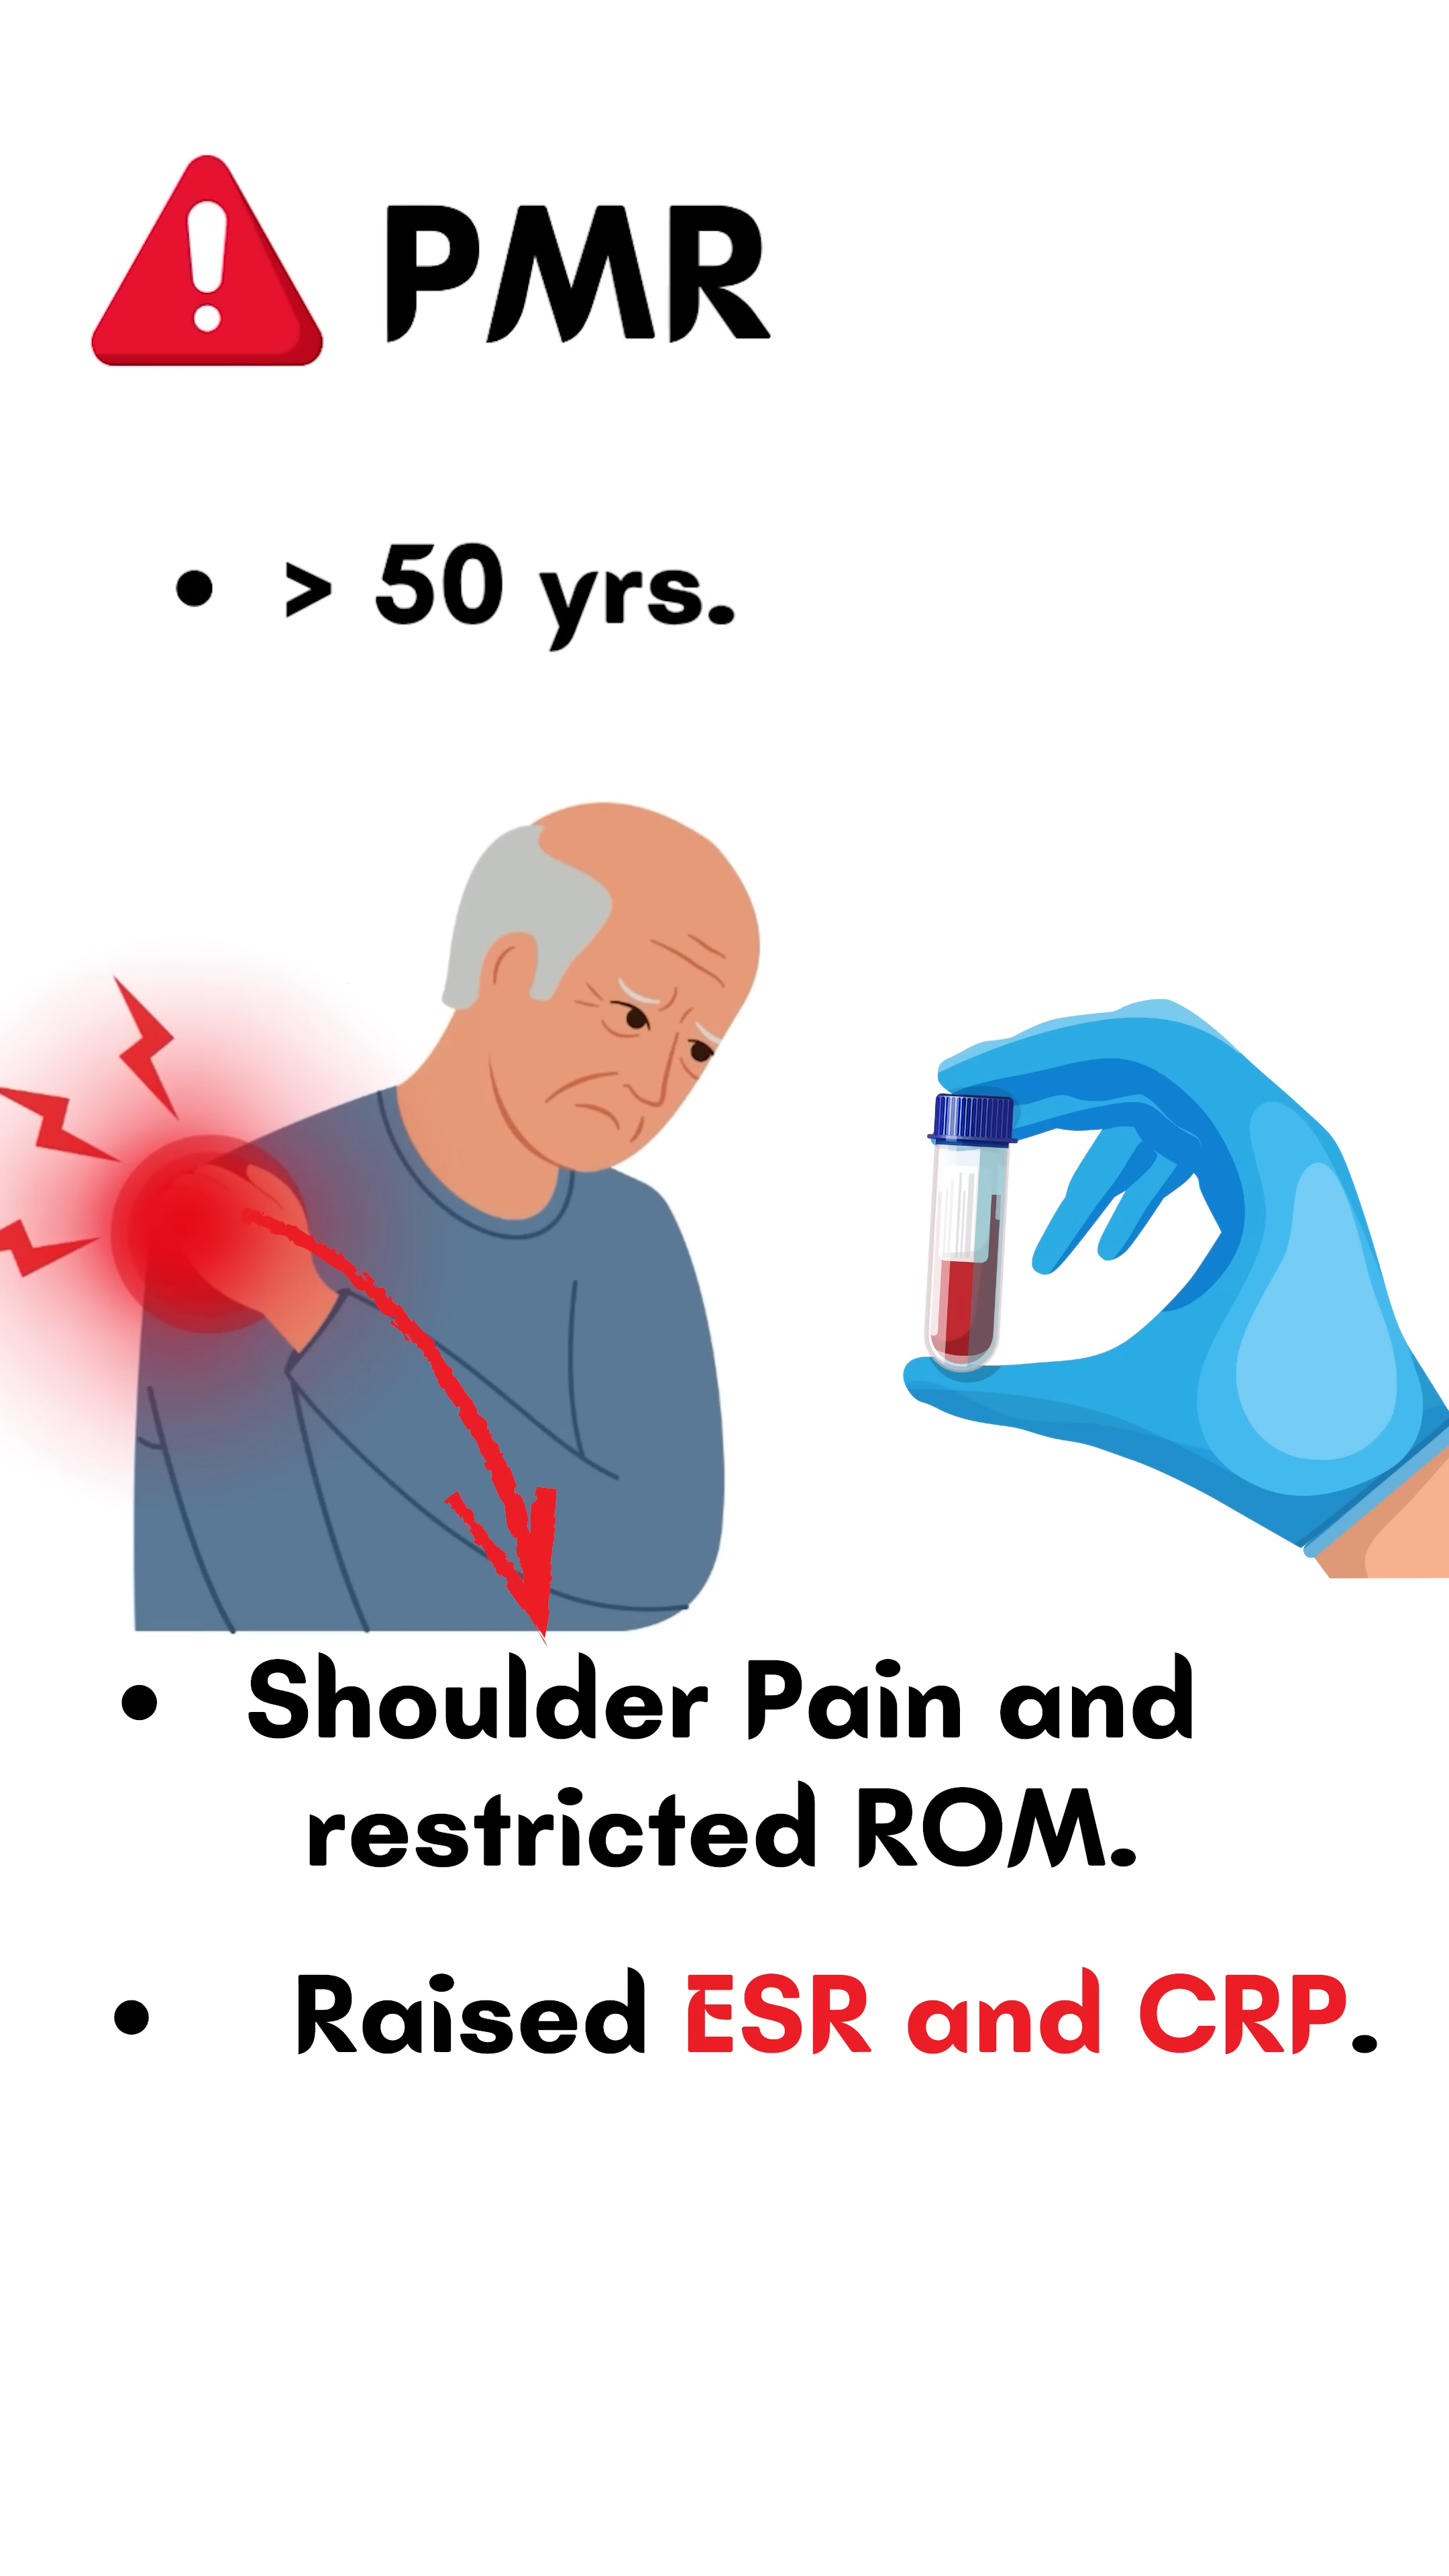 PMR
• > 50 yrs.
• Shoulder Pain and
restricted ROM.
• Raised ESR and CRP.